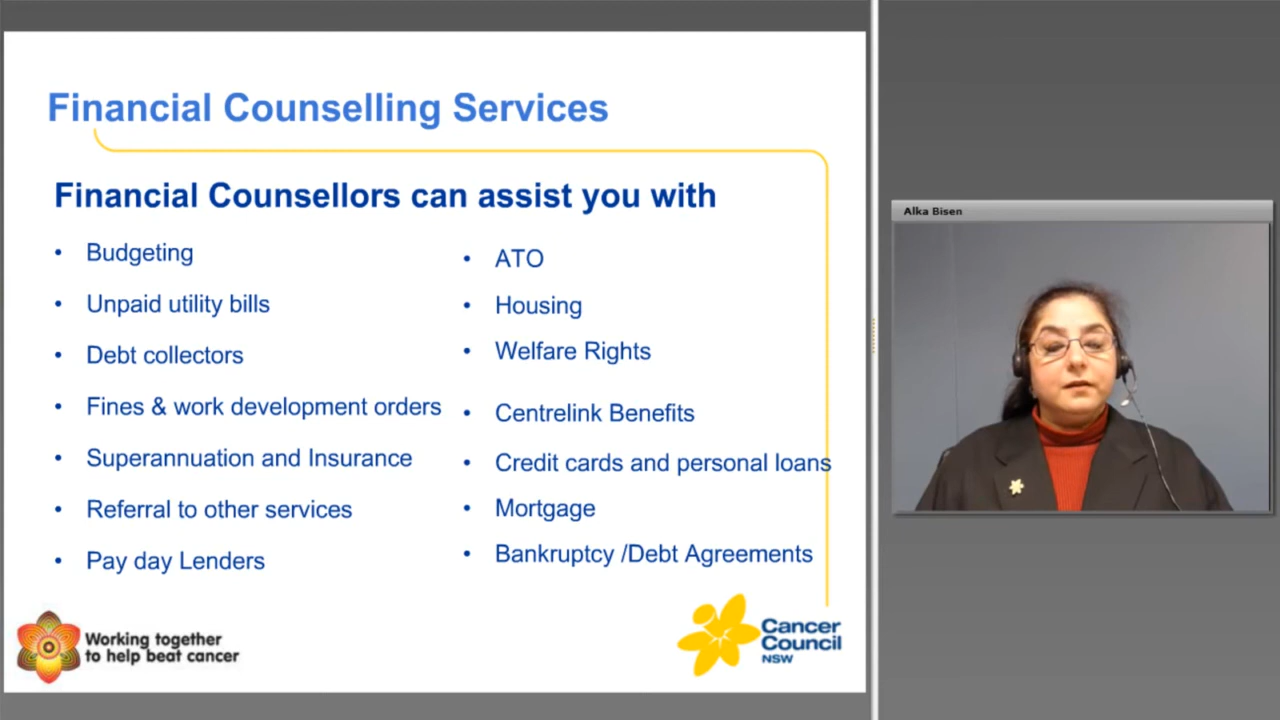 Financial Counselling Services
Financial Counsellors can assist you with
• Budgeting
• Unpaid utility bills
• Debt collectors
• Fines & work development orders
• Superannuation and Insurance
• Referral to other services
• Pay day Lenders
• ATO
• Housing
• Welfare Rights
• Centrelink Benefits
• Credit cards and personal loans
• Mortgage
• Bankruptcy /Debt Agreements
Working together
to help beat cancer
Cancer
Council
NSW
Alka Bisen